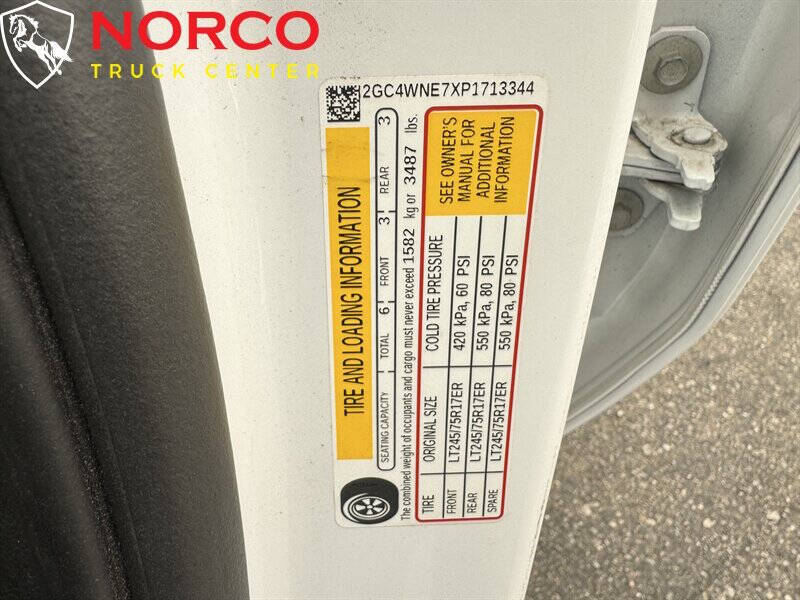 NORCO
TRUCK CENTER
2GC4WNE7XP1713344
TIRE AND LOADING INFORMATION
SEATING CAPACITY TOTAL 6 FRONT 3 REAR 3
The combined weight of occupants and cargo must never exceed 1582 kg or 3487 lbs.
TIRE ORIGINAL SIZE COLD TIRE PRESSURE
FRONT LT245/75R17ER 420 kPa, 60 PSI
REAR LT245/75R17ER 550 kPa, 80 PSI
SPARE LT245/75R17ER 550 kPa, 80 PSI
SEE OWNER'S
MANUAL FOR
ADDITIONAL
INFORMATION